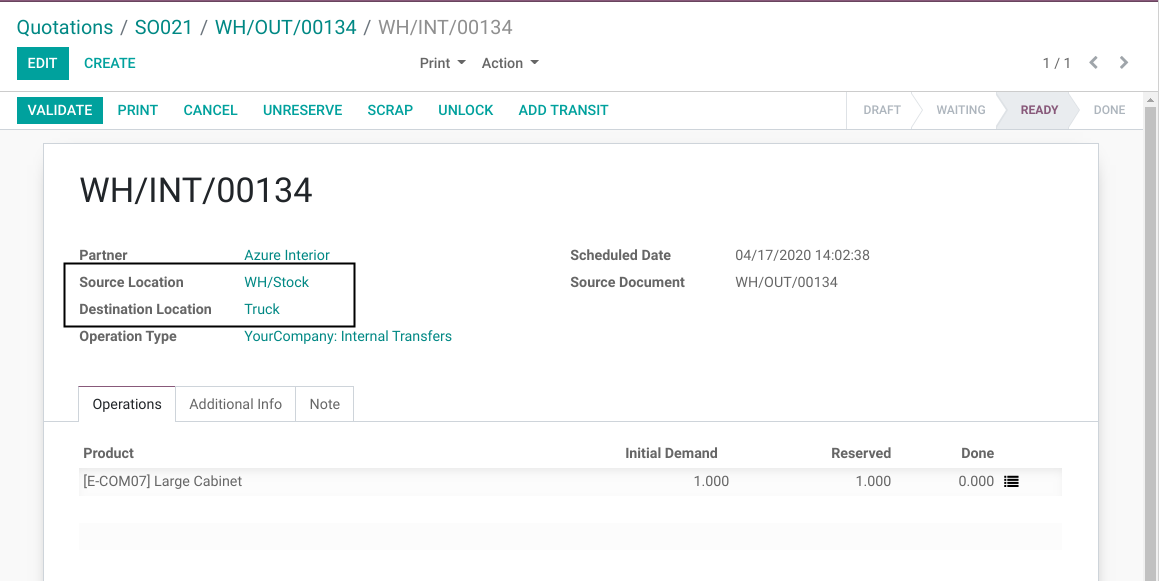 Quotations / SO021 / WH/OUT/00134 / WH/INT/00134
EDIT CREATE Print Action 1 / 1
VALIDATE PRINT CANCEL UNRESERVE SCRAP UNLOCK ADD TRANSIT DRAFT WAITING READY DONE
WH/INT/00134
Partner Azure Interior Scheduled Date 04/17/2020 14:02:38
Source Location WH/Stock Source Document WH/OUT/00134
Destination Location Truck
Operation Type YourCompany: Internal Transfers
Operations Additional Info Note
Product Initial Demand Reserved Done
[E-COM07] Large Cabinet 1.000 1.000 0.000